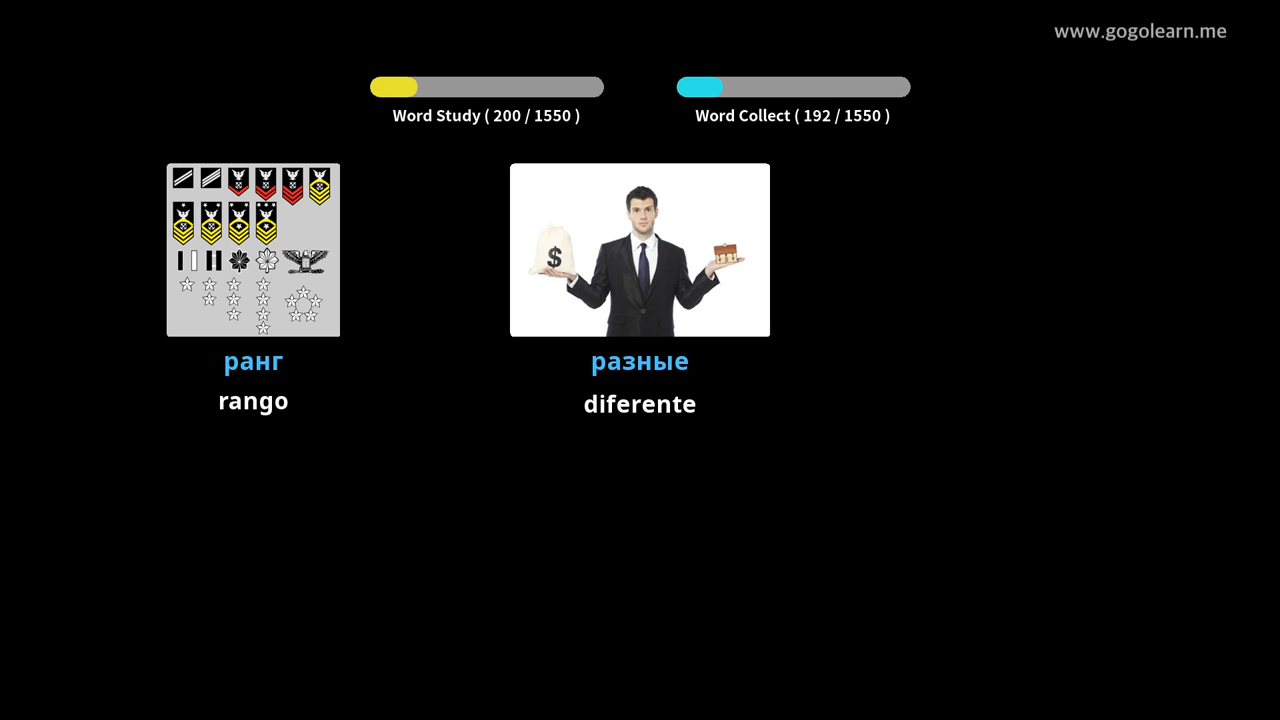 www.gogolearn.me
Word Study ( 200 / 1550 )
Word Collect ( 192 / 1550 )
$
ранг
разные
rango
diferente